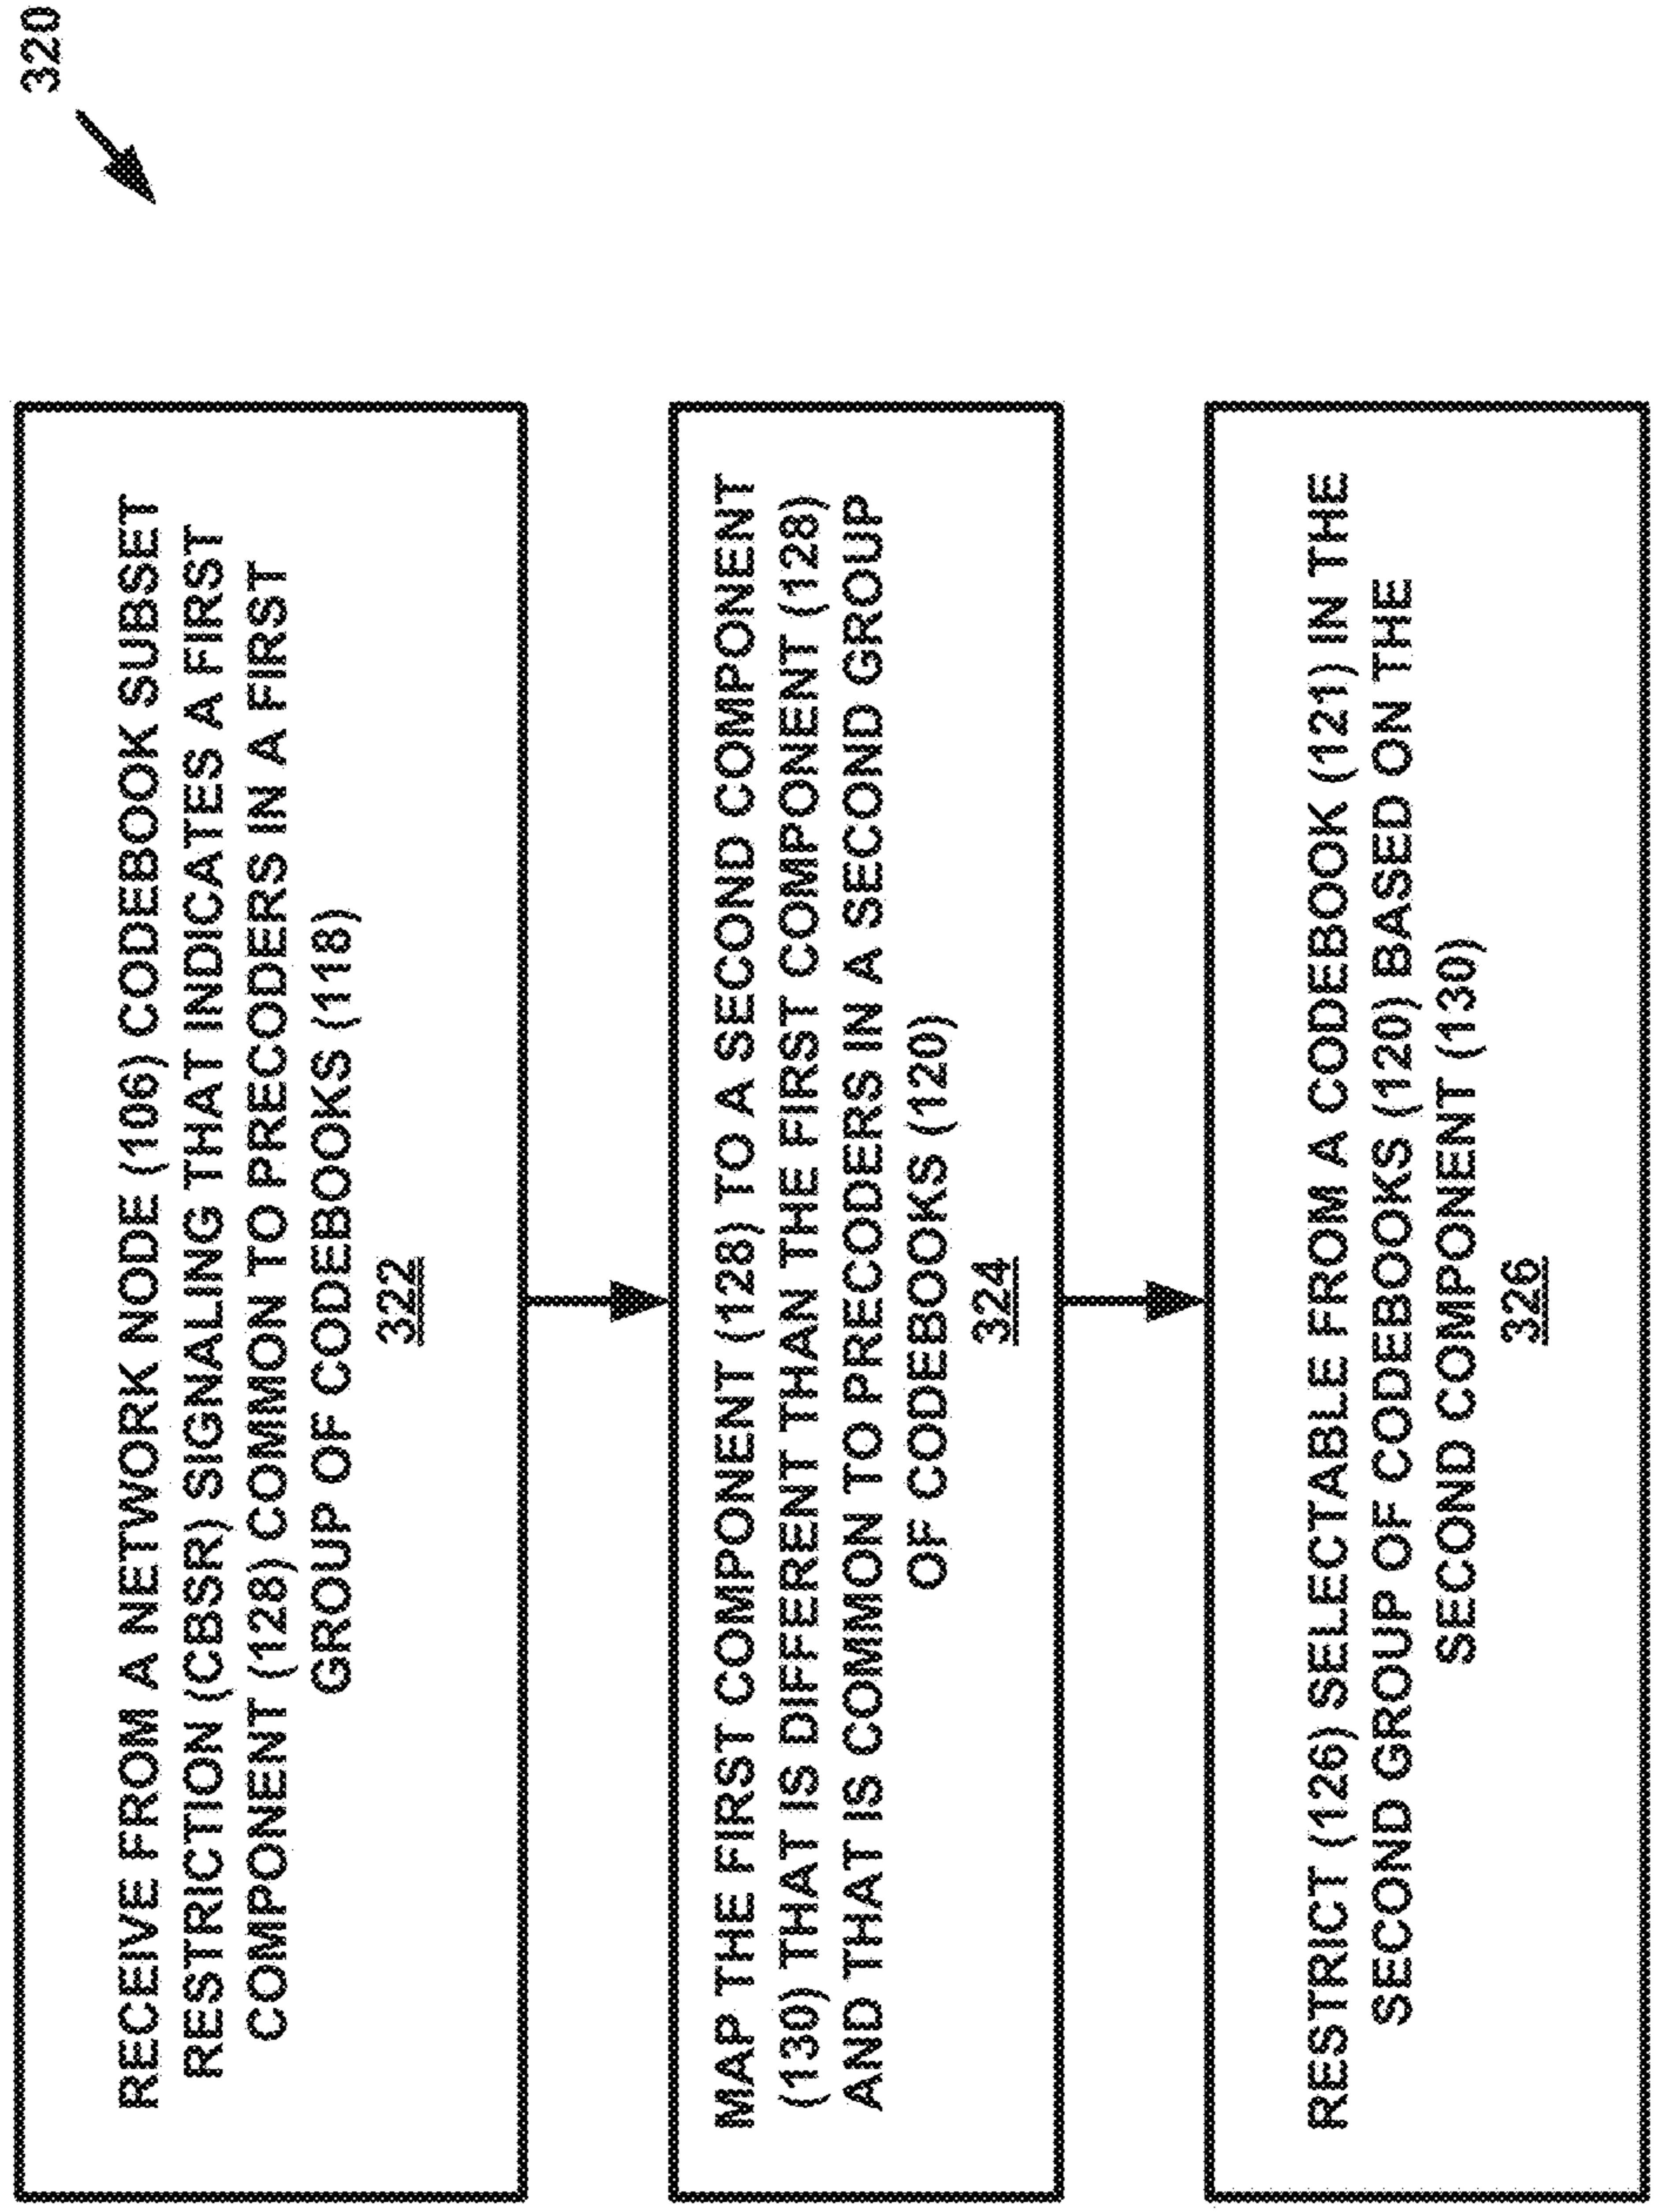 320
RECEIVE FROM A NETWORK NODE (106) CODEBOOK SUBSET
RESTRICTION (CBSR) SIGNALING THAT INDICATES A FIRST
COMPONENT (128) COMMON TO PRECODERS IN A FIRST
GROUP OF CODEBOOKS (118)
322
MAP THE FIRST COMPONENT (128) TO A SECOND COMPONENT
(130) THAT IS DIFFERENT THAN THE FIRST COMPONENT (128)
AND THAT IS COMMON TO PRECODERS IN A SECOND GROUP
OF CODEBOOKS (120)
324
RESTRICT (126) SELECTABLE FROM A CODEBOOK (121) IN THE
SECOND GROUP OF CODEBOOKS (120) BASED ON THE
SECOND COMPONENT (130)
326